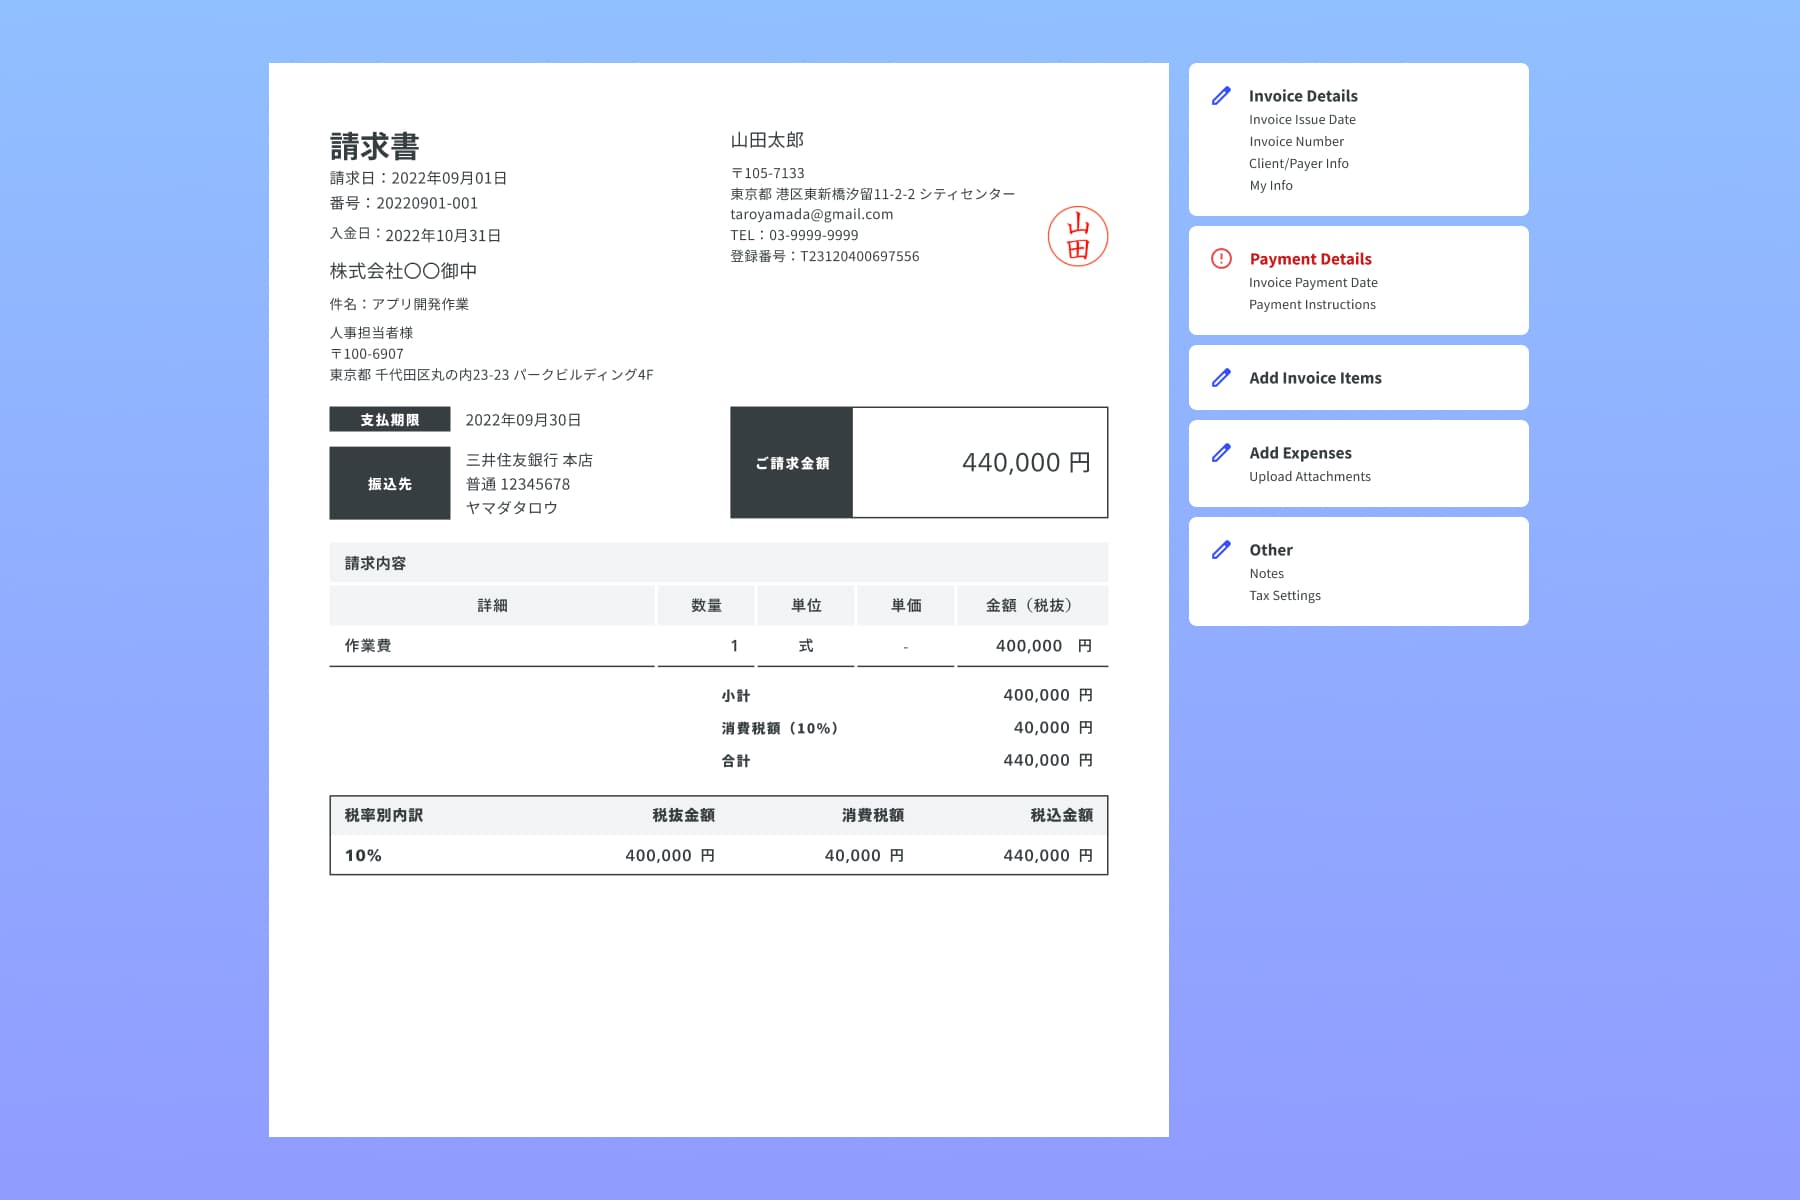 請求書
請求日：2022年09月01日
番号：20220901-001
入金日：2022年10月31日
株式会社〇〇御中
件名：アプリ開発作業
人事担当者様
〒100-6907
東京都 千代田区丸の内23-23 パークビルディング4F
山田太郎
〒105-7133
東京都 港区東新橋汐留11-2-2 シティセンター
taroyamada@gmail.com
TEL：03-9999-9999
登録番号：T23120400697556
山田
支払期限 2022年09月30日
振込先
三井住友銀行 本店
普通 12345678
ヤマダタロウ
ご請求金額 440,000 円
請求内容
詳細 数量 単位 単価 金額（税抜）
作業費 1 式 - 400,000 円
小計 400,000 円
消費税額（10%） 40,000 円
合計 440,000 円
税率別内訳 税抜金額 消費税額 税込金額
10% 400,000 円 40,000 円 440,000 円
Invoice Details
Invoice Issue Date
Invoice Number
Client/Payer Info
My Info
Payment Details
Invoice Payment Date
Payment Instructions
Add Invoice Items
Add Expenses
Upload Attachments
Other
Notes
Tax Settings